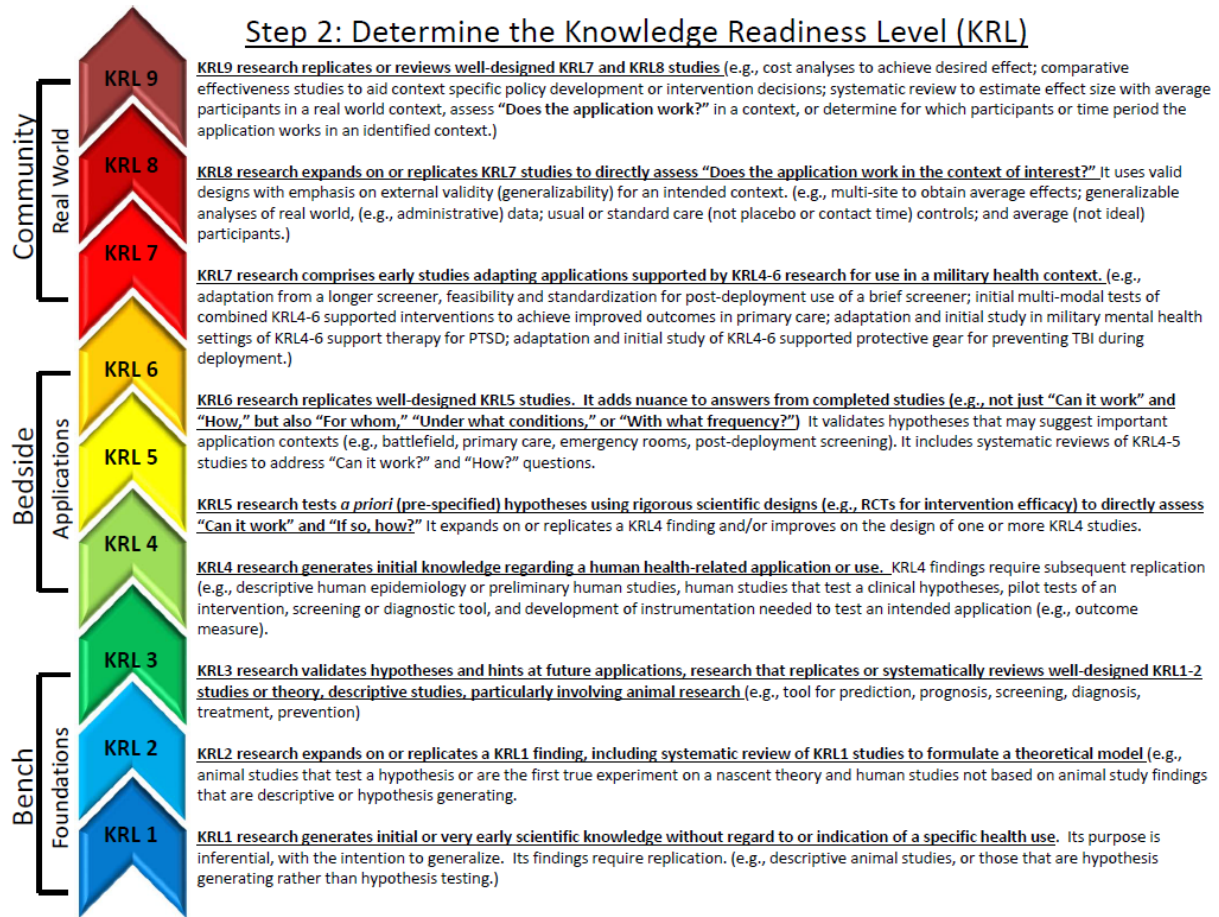 Step 2: Determine the Knowledge Readiness Level (KRL)
KRL 9
KRL9 research replicates or reviews well-designed KRL7 and KRL8 studies (e.g., cost analyses to achieve desired effect; comparative
effectiveness studies to aid context specific policy development or intervention decisions; systematic review to estimate effect size with average
participants in a real world context, assess “Does the application work?” in a context, or determine for which participants or time period the
application works in an identified context.)
Community
Real World
KRL 8
KRL8 research expands on or replicates KRL7 studies to directly assess “Does the application work in the context of interest?” It uses valid
designs with emphasis on external validity (generalizability) for an intended context. (e.g., multi-site to obtain average effects; generalizable
analyses of real world, (e.g., administrative) data; usual or standard care (not placebo or contact time) controls; and average (not ideal)
participants.)
KRL 7
KRL7 research comprises early studies adapting applications supported by KRL4-6 research for use in a military health context. (e.g.,
adaptation from a longer screener, feasibility and standardization for post-deployment use of a brief screener; initial multi-modal tests of
combined KRL4-6 supported interventions to achieve improved outcomes in primary care; adaptation and initial study in military mental health
settings of KRL4-6 support therapy for PTSD; adaptation and initial study of KRL4-6 supported protective gear for preventing TBI during
deployment.)
KRL 6
KRL6 research replicates well-designed KRL5 studies. It adds nuance to answers from completed studies (e.g., not just “Can it work” and
“How,” but also “For whom,” “Under what conditions,” or “With what frequency?”) It validates hypotheses that may suggest important
application contexts (e.g., battlefield, primary care, emergency rooms, post-deployment screening). It includes systematic reviews of KRL4-5
studies to address “Can it work?” and “How?” questions.
Bedside
Applications
KRL 5
KRL5 research tests a priori (pre-specified) hypotheses using rigorous scientific designs (e.g., RCTs for intervention efficacy) to directly assess
“Can it work” and “If so, how?” It expands on or replicates a KRL4 finding and/or improves on the design of one or more KRL4 studies.
KRL 4
KRL4 research generates initial knowledge regarding a human health-related application or use. KRL4 findings require subsequent replication
(e.g., descriptive human epidemiology or preliminary human studies, human studies that test a clinical hypotheses, pilot tests of an
intervention, screening or diagnostic tool, and development of instrumentation needed to test an intended application (e.g., outcome
measure).
KRL 3
KRL3 research validates hypotheses and hints at future applications, research that replicates or systematically reviews well-designed KRL1-2
studies or theory, descriptive studies, particularly involving animal research (e.g., tool for prediction, prognosis, screening, diagnosis,
treatment, prevention)
Bench
Foundations
KRL 2
KRL2 research expands on or replicates a KRL1 finding, including systematic review of KRL1 studies to formulate a theoretical model (e.g.,
animal studies that test a hypothesis or are the first true experiment on a nascent theory and human studies not based on animal study findings
that are descriptive or hypothesis generating.
KRL 1
KRL1 research generates initial or very early scientific knowledge without regard to or indication of a specific health use. Its purpose is
inferential, with the intention to generalize. Its findings require replication. (e.g., descriptive animal studies, or those that are hypothesis
generating rather than hypothesis testing.)